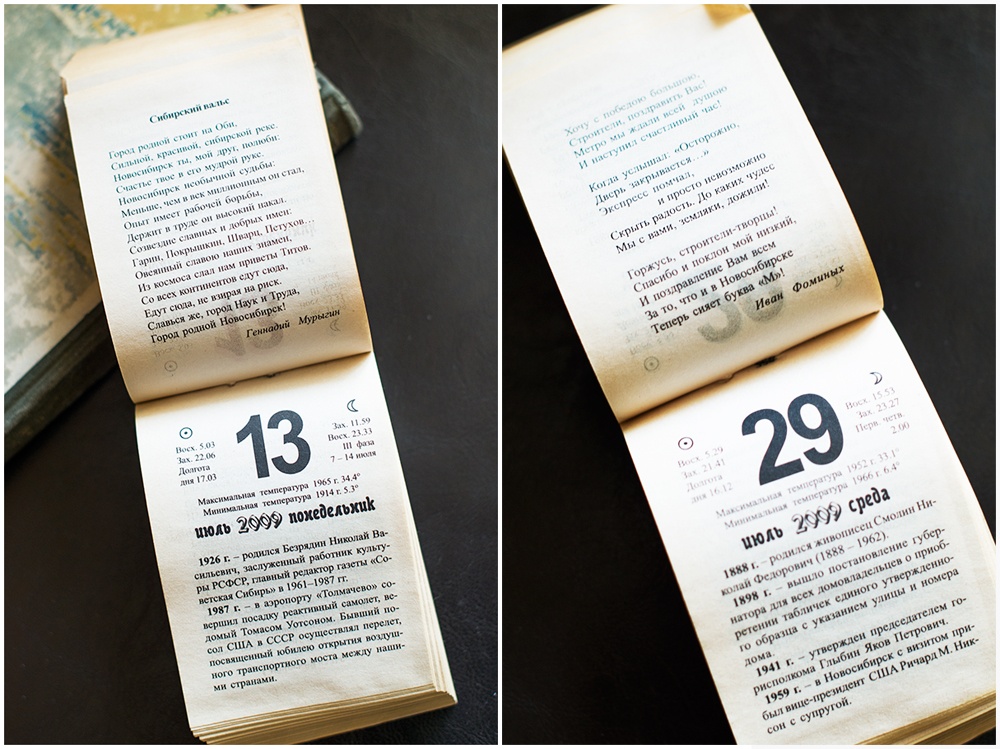 Сибирский вальс
Город родной стоит на Оби,
Сильной, красивой, сибирской реке.
Новосибирск ты, мой друг, полюби:
Счастье твое в его мудрой руке.
Новосибирск необычной судьбы:
Меньше, чем в век миллионным он стал,
Опыт имеет рабочей борьбы,
Держит в труде он высокий накал.
Созвездие славных и добрых имен:
Гарин, Покрышкин, Шварц, Петухов...
Овеянный славою наших знамен,
Из космоса слал нам приветы Титов.
Со всех континентов едут сюда,
Едут сюда, не взирая на риск.
Славься же, город Наук и Труда,
Город родной Новосибирск!
Геннадий Мурыгин
13
Восх. 5.03
Зах. 22.06
Долгота
дня 17.03
Зах. 11.59
Восх. 23.33
III фаза
7 – 14 июля
Максимальная температура 1965 г. 34.4°
Минимальная температура 1914 г. 5.3°
июль 2009 понедельник
1926 г. – родился Безрядин Николай Ва-
сильевич, заслуженный работник культу-
ры РСФСР, главный редактор газеты «Со-
ветская Сибирь» в 1961–1987 гг.
1987 г. – в аэропорту «Толмачево» со-
вершил посадку реактивный самолет, ве-
домый Томасом Уотсоном. Бывший по-
сол США в СССР осуществлял перелет,
посвященный юбилею открытия воздуш-
ного транспортного моста между наши-
ми странами.
Хочу с победою большою,
Строители, поздравить Вас!
Метро мы ждали всей душою
И наступил счастливый час!
Когда услышал: «Осторожно,
Дверь закрывается...»
Экспресс помчал,
и просто невозможно
Скрыть радость. До каких чудес
Мы с вами, земляки, дожили!
Горжусь, строители-творцы!
Спасибо и поклон мой низкий,
И поздравление Вам всем
За то, что и в Новосибирске
Теперь сияет буква «М»!
Иван Фоминых
29
Восх. 5.29
Зах. 21.41
Долгота
дня 16.12
Восх. 15.53
Зах. 23.27
Перв. четв.
2.00
Максимальная температура 1952 г. 33.1°
Минимальная температура 1966 г. 6.4°
июль 2009 среда
1888 г. – родился живописец Смолин Ни-
колай Федорович (1888 – 1962).
1898 г. – вышло постановление губер-
натора для всех домовладельцев о приоб-
ретении табличек единого утвержденно-
го образца с указанием улицы и номера
дома.
1941 г. – утвержден председателем го-
рисполкома Глыбин Яков Петрович.
1959 г. – в Новосибирск с визитом при-
был вице-президент США Ричард М. Ник-
сон с супругой.